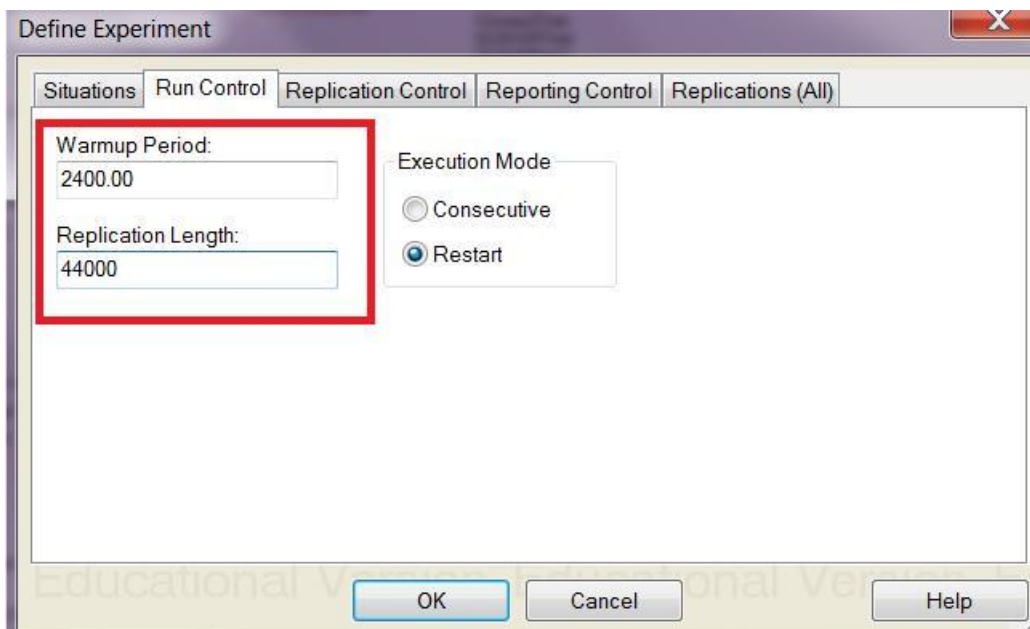 Define Experiment
X
Situations Run Control Replication Control Reporting Control Replications (All)
Warmup Period:
2400.00
Execution Mode
Consecutive
Replication Length:
Restart
44000
Educational Version Educational Version
OK Cancel Help